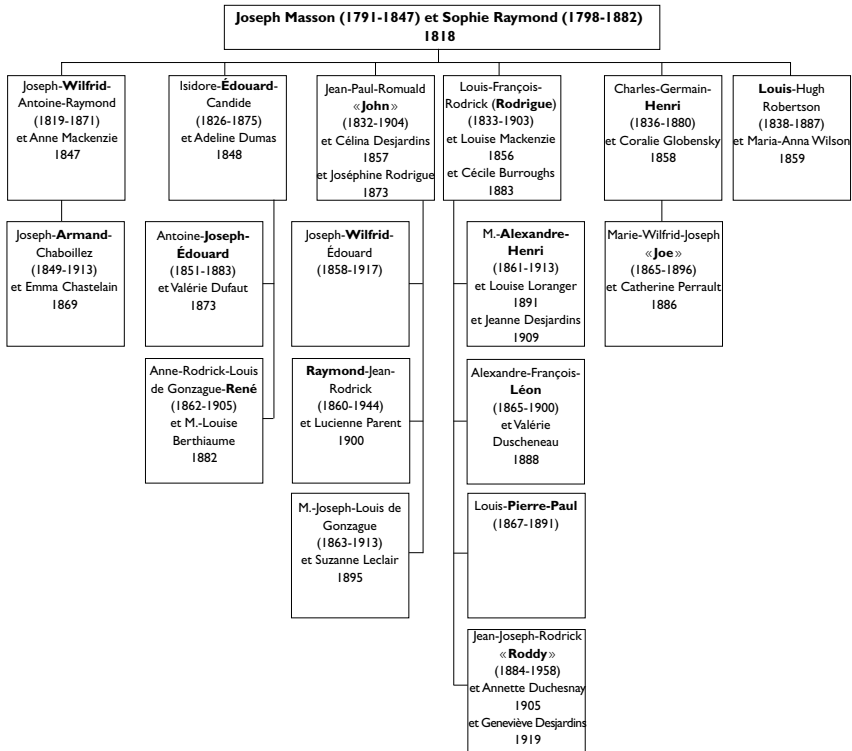 Joseph Masson (1791-1847) et Sophie Raymond (1798-1882)
1818
Joseph-Wilfrid-
Antoine-Raymond
(1819-1871)
et Anne Mackenzie
1847
Isidore-Édouard-
Candide
(1826-1875)
et Adeline Dumas
1848
Jean-Paul-Romuald
«John»
(1832-1904)
et Célina Desjardins
1857
et Joséphine Rodrigue
1873
Louis-François-
Rodrick (Rodrigue)
(1833-1903)
et Louise Mackenzie
1856
et Cécile Burroughs
1883
Charles-Germain-
Henri
(1836-1880)
et Coralie Globensky
1858
Louis-Hugh
Robertson
(1838-1887)
et Maria-Anna Wilson
1859
Joseph-Armand-
Chaboillez
(1849-1913)
et Emma Chastelain
1869
Antoine-Joseph-
Édouard
(1851-1883)
et Valérie Dufaut
1873
Joseph-Wilfrid-
Édouard
(1858-1917)
M.-Alexandre-
Henri
(1861-1913)
et Louise Loranger
1891
et Jeanne Desjardins
1909
Marie-Wilfrid-Joseph
«Joe»
(1865-1896)
et Catherine Perrault
1886
Anne-Rodrick-Louis
de Gonzague-René
(1862-1905)
et M.-Louise
Berthiaume
1882
Raymond-Jean-
Rodrick
(1860-1944)
et Lucienne Parent
1900
Alexandre-François-
Léon
(1865-1900)
et Valérie
Duscheneau
1888
M.-Joseph-Louis de
Gonzague
(1863-1913)
et Suzanne Leclair
1895
Louis-Pierre-Paul
(1867-1891)
Jean-Joseph-Rodrick
«Roddy»
(1884-1958)
et Annette Duchesnay
1905
et Geneviève Desjardins
1919